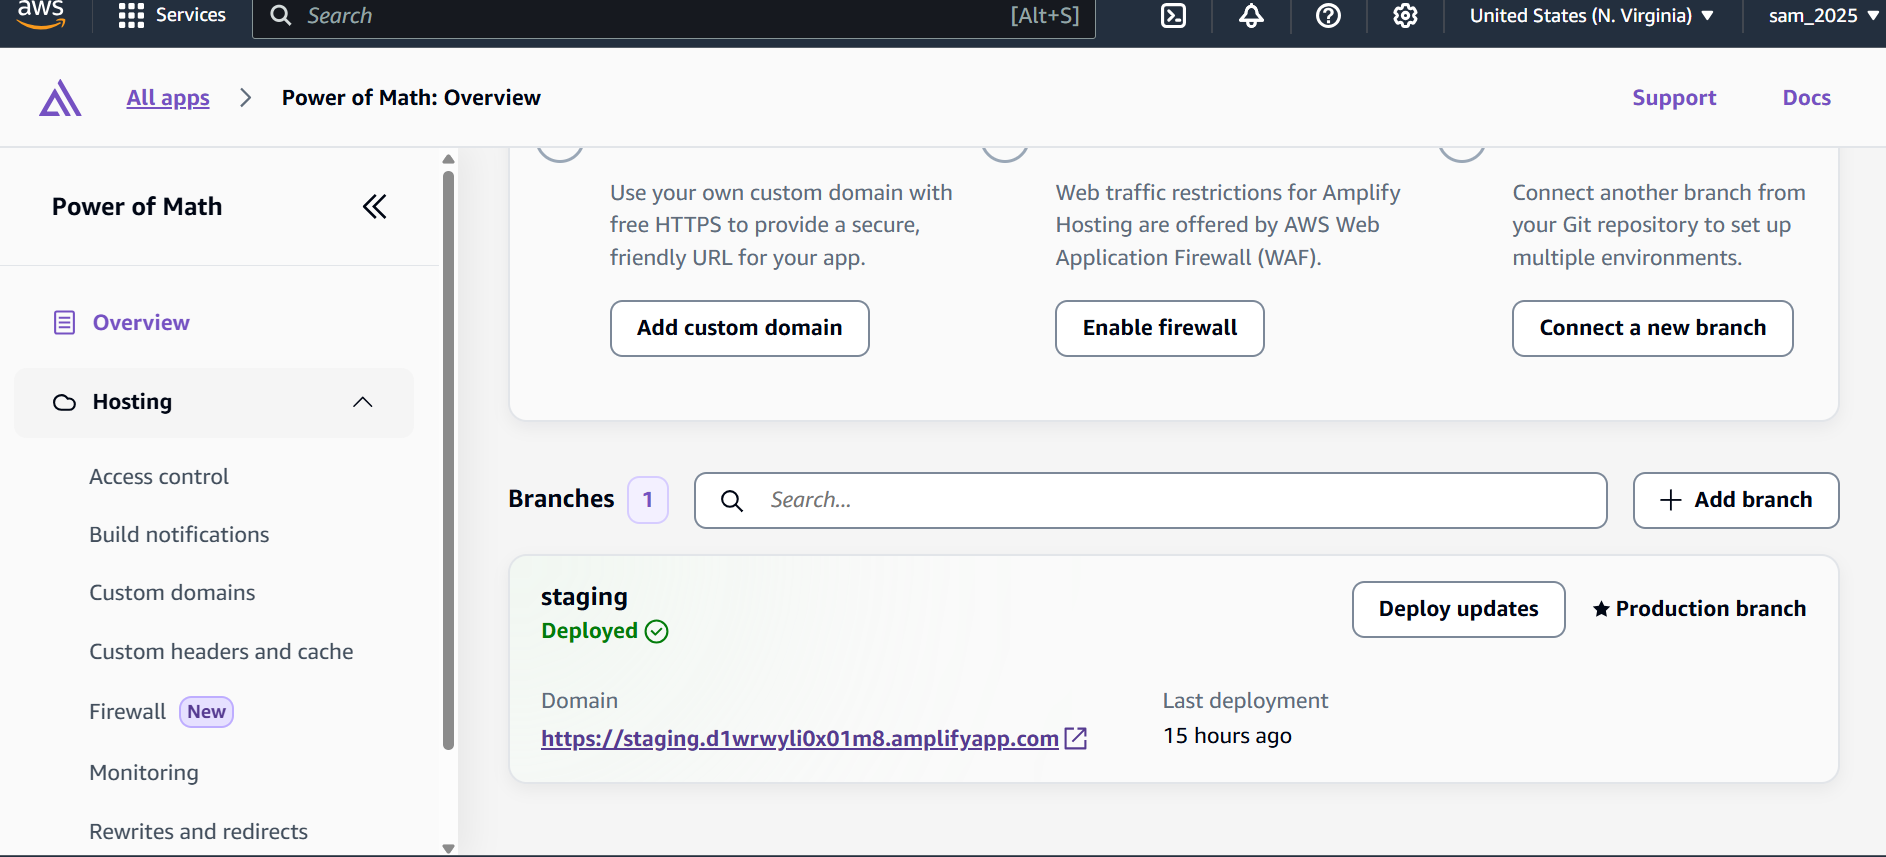 aws
Services
Search
[Alt+S]
United States (N. Virginia)
sam_2025
All apps
Power of Math: Overview
Support
Docs
Power of Math
Overview
Hosting
Access control
Build notifications
Custom domains
Custom headers and cache
Firewall New
Monitoring
Rewrites and redirects
Use your own custom domain with
free HTTPS to provide a secure,
friendly URL for your app.
Add custom domain
Web traffic restrictions for Amplify
Hosting are offered by AWS Web
Application Firewall (WAF).
Enable firewall
Connect another branch from
your Git repository to set up
multiple environments.
Connect a new branch
Branches 1
Search...
Add branch
staging
Deployed
Deploy updates
Production branch
Domain
https://staging.d1wrwyli0x01m8.amplifyapp.com
Last deployment
15 hours ago